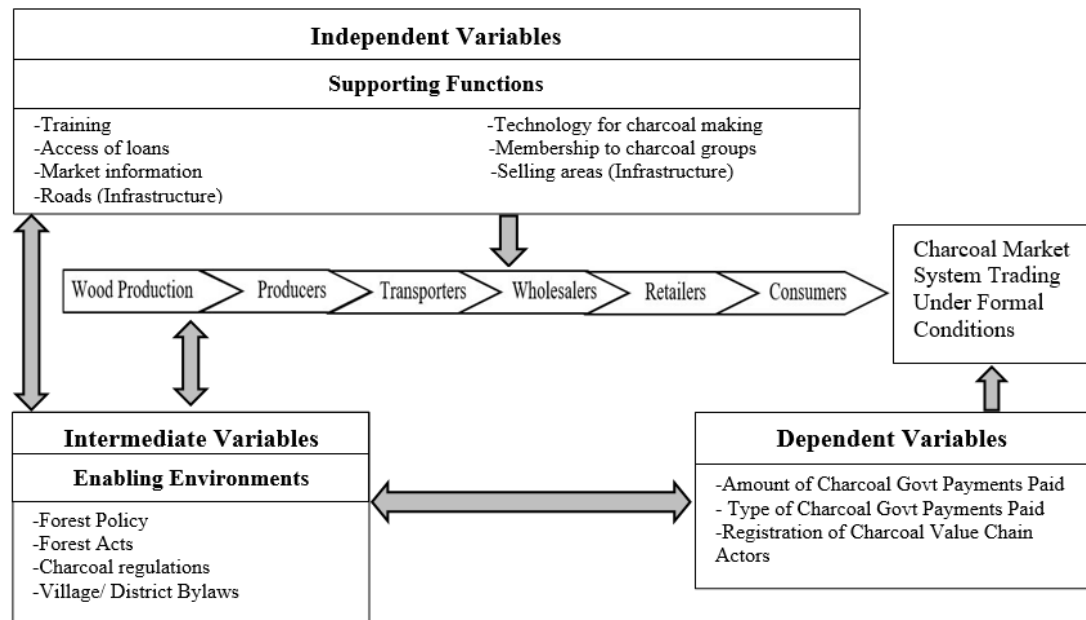 Independent Variables
Supporting Functions
-Training
-Access of loans
-Market information
-Roads (Infrastructure)
-Technology for charcoal making
-Membership to charcoal groups
-Selling areas (Infrastructure)
Wood Production
Producers
Transporters
Wholesalers
Retailers
Consumers
Charcoal Market
System Trading
Under Formal
Conditions
Intermediate Variables
Enabling Environments
-Forest Policy
-Forest Acts
-Charcoal regulations
-Village/ District Bylaws
Dependent Variables
-Amount of Charcoal Govt Payments Paid
- Type of Charcoal Govt Payments Paid
-Registration of Charcoal Value Chain
Actors